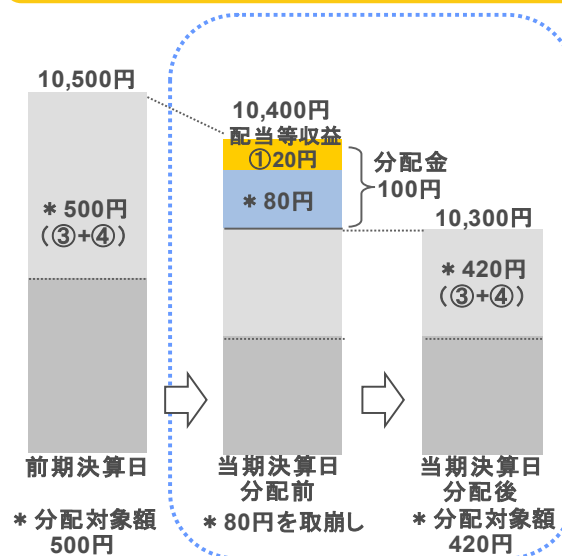 10,500円
＊500円
（③+④）
前期決算日
＊分配対象額
500円
10,400円
配当等収益
①20円
＊80円
分配金
100円
当期決算日
分配前
＊80円を取崩し
10,300円
＊420円
（③+④）
当期決算日
分配後
＊分配対象額
420円